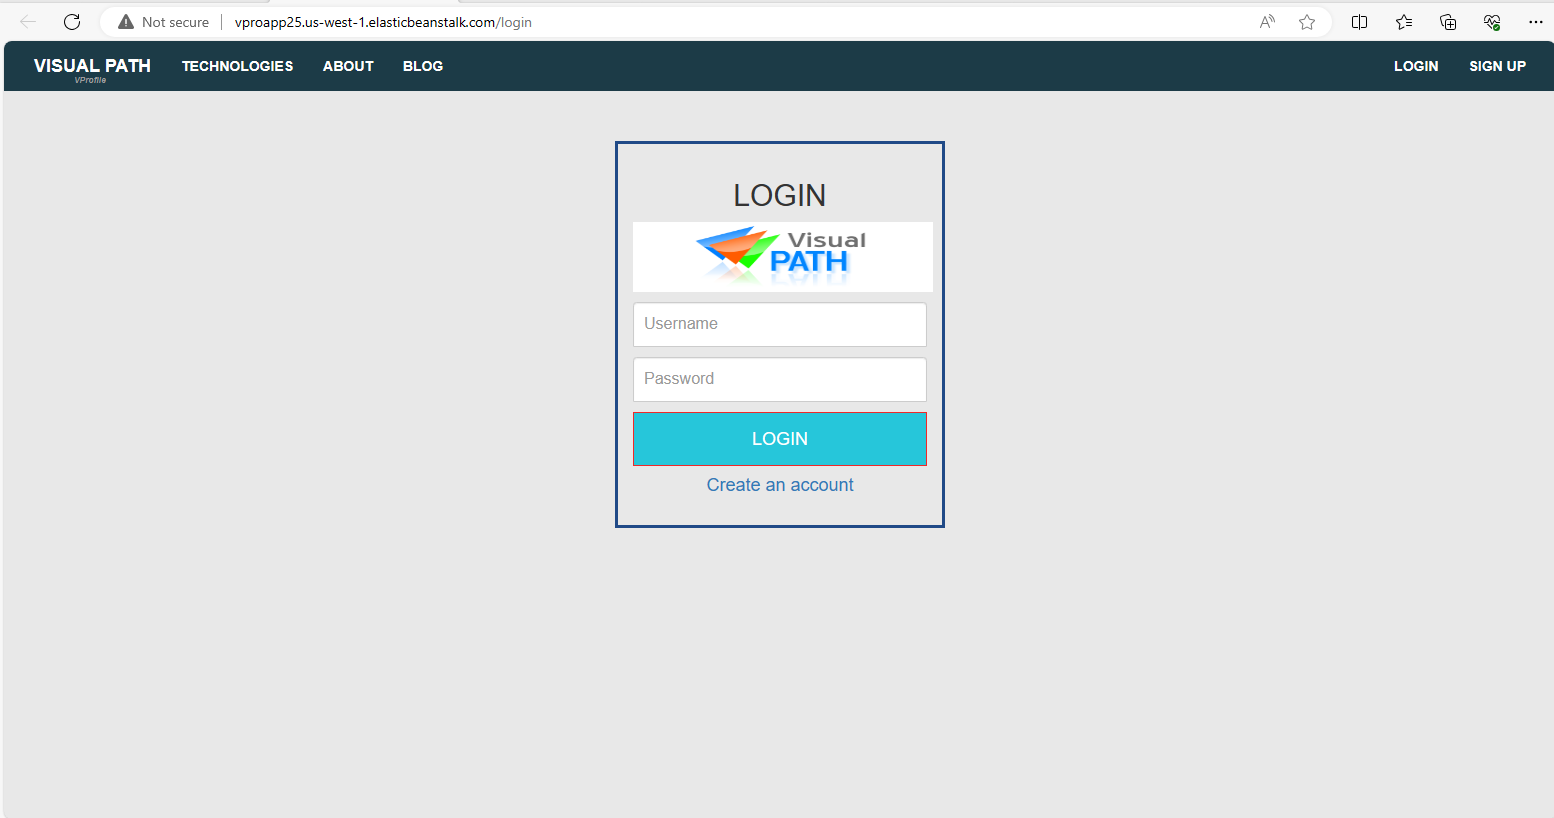 Not secure vproapp25.us-west-1.elasticbeanstalk.com/login
VISUAL PATH TECHNOLOGIES ABOUT BLOG LOGIN SIGN UP
VProfile
LOGIN
Visual
PATH
Username
Password
LOGIN
Create an account